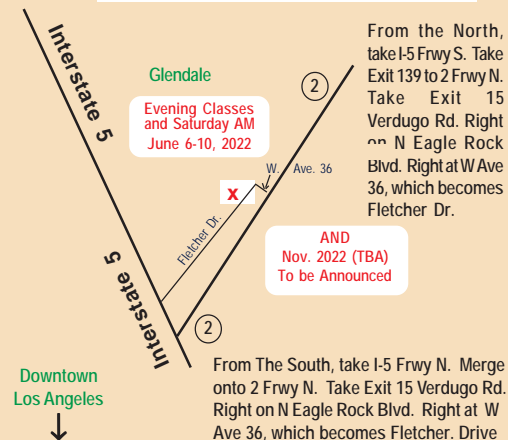 Interstate 5
Glendale
Evening Classes
and Saturday AM
June 6-10, 2022
2
From the North,
take I-5 Frwy S. Take
Exit 139 to 2 Frwy N.
Take Exit 15
Verdugo Rd. Right
on N Eagle Rock
Blvd. Right at W Ave
36, which becomes
Fletcher Dr.
W. Ave. 36
X
Fletcher Dr.
AND
Nov. 2022 (TBA)
To be Announced
Interstate 5
2
Downtown
Los Angeles
From The South, take I-5 Frwy N. Merge
onto 2 Frwy N. Take Exit 15 Verdugo Rd.
Right on N Eagle Rock Blvd. Right at W
Ave 36, which becomes Fletcher. Drive